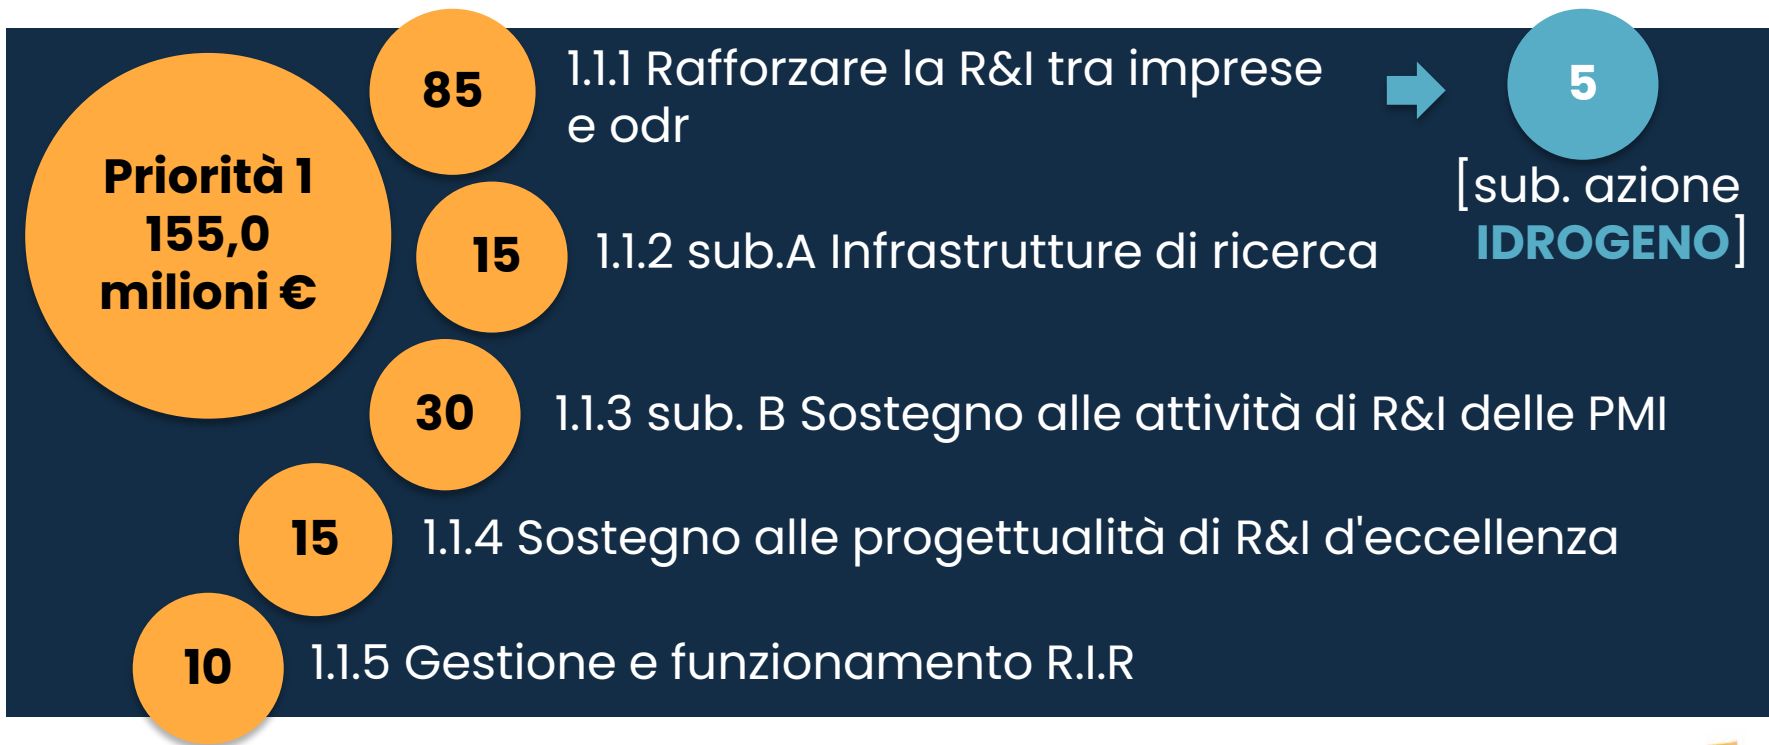 Priorità 1
155,0
milioni €
85
1.1.1 Rafforzare la R&I tra imprese
e odr
5
[sub. azione
IDROGENO]
15
1.1.2 sub.A Infrastrutture di ricerca
30
1.1.3 sub. B Sostegno alle attività di R&I delle PMI
15
1.1.4 Sostegno alle progettualità di R&I d'eccellenza
10
1.1.5 Gestione e funzionamento R.I.R